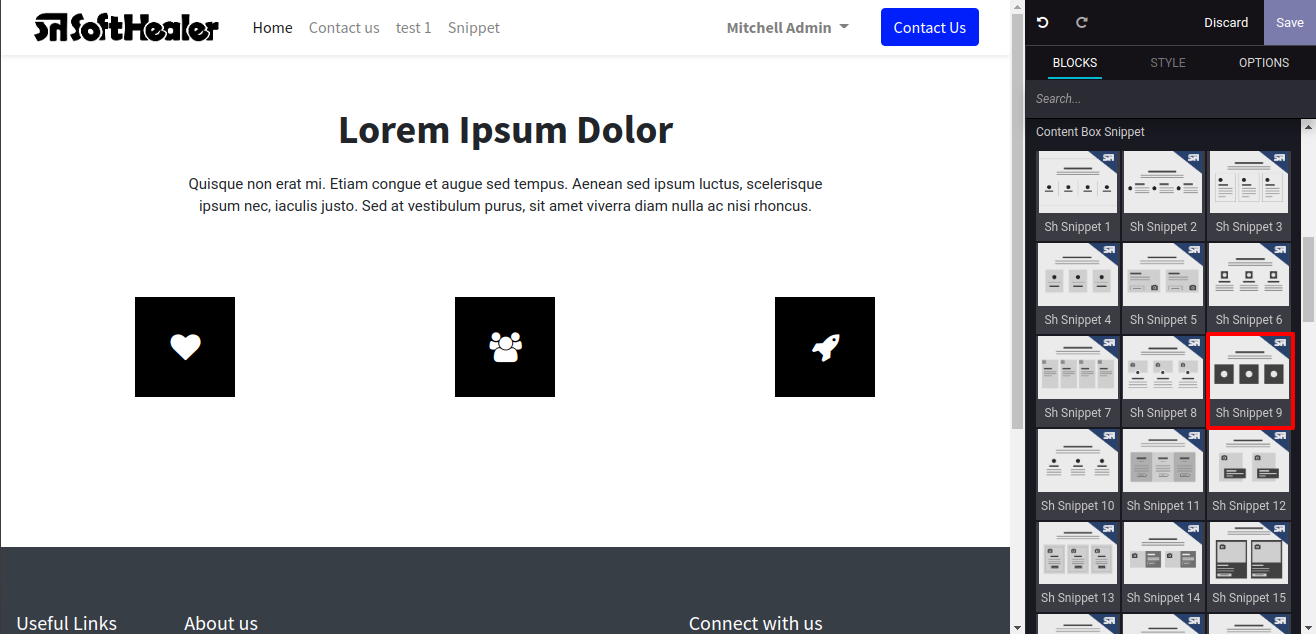 SoftHealer
Home
Contact us
test 1
Snippet
Mitchell Admin
Contact Us
Lorem Ipsum Dolor
Quisque non erat mi. Etiam congue et augue sed tempus. Aenean sed ipsum luctus, scelerisque
ipsum nec, iaculis justo. Sed at vestibulum purus, sit amet viverra diam nulla ac nisi rhoncus.
Useful Links
About us
Connect with us
Discard
Save
BLOCKS
STYLE
OPTIONS
Search...
Content Box Snippet
Sh Snippet 1
Sh Snippet 2
Sh Snippet 3
Sh Snippet 4
Sh Snippet 5
Sh Snippet 6
Sh Snippet 7
Sh Snippet 8
Sh Snippet 9
Sh Snippet 10
Sh Snippet 11
Sh Snippet 12
Sh Snippet 13
Sh Snippet 14
Sh Snippet 15